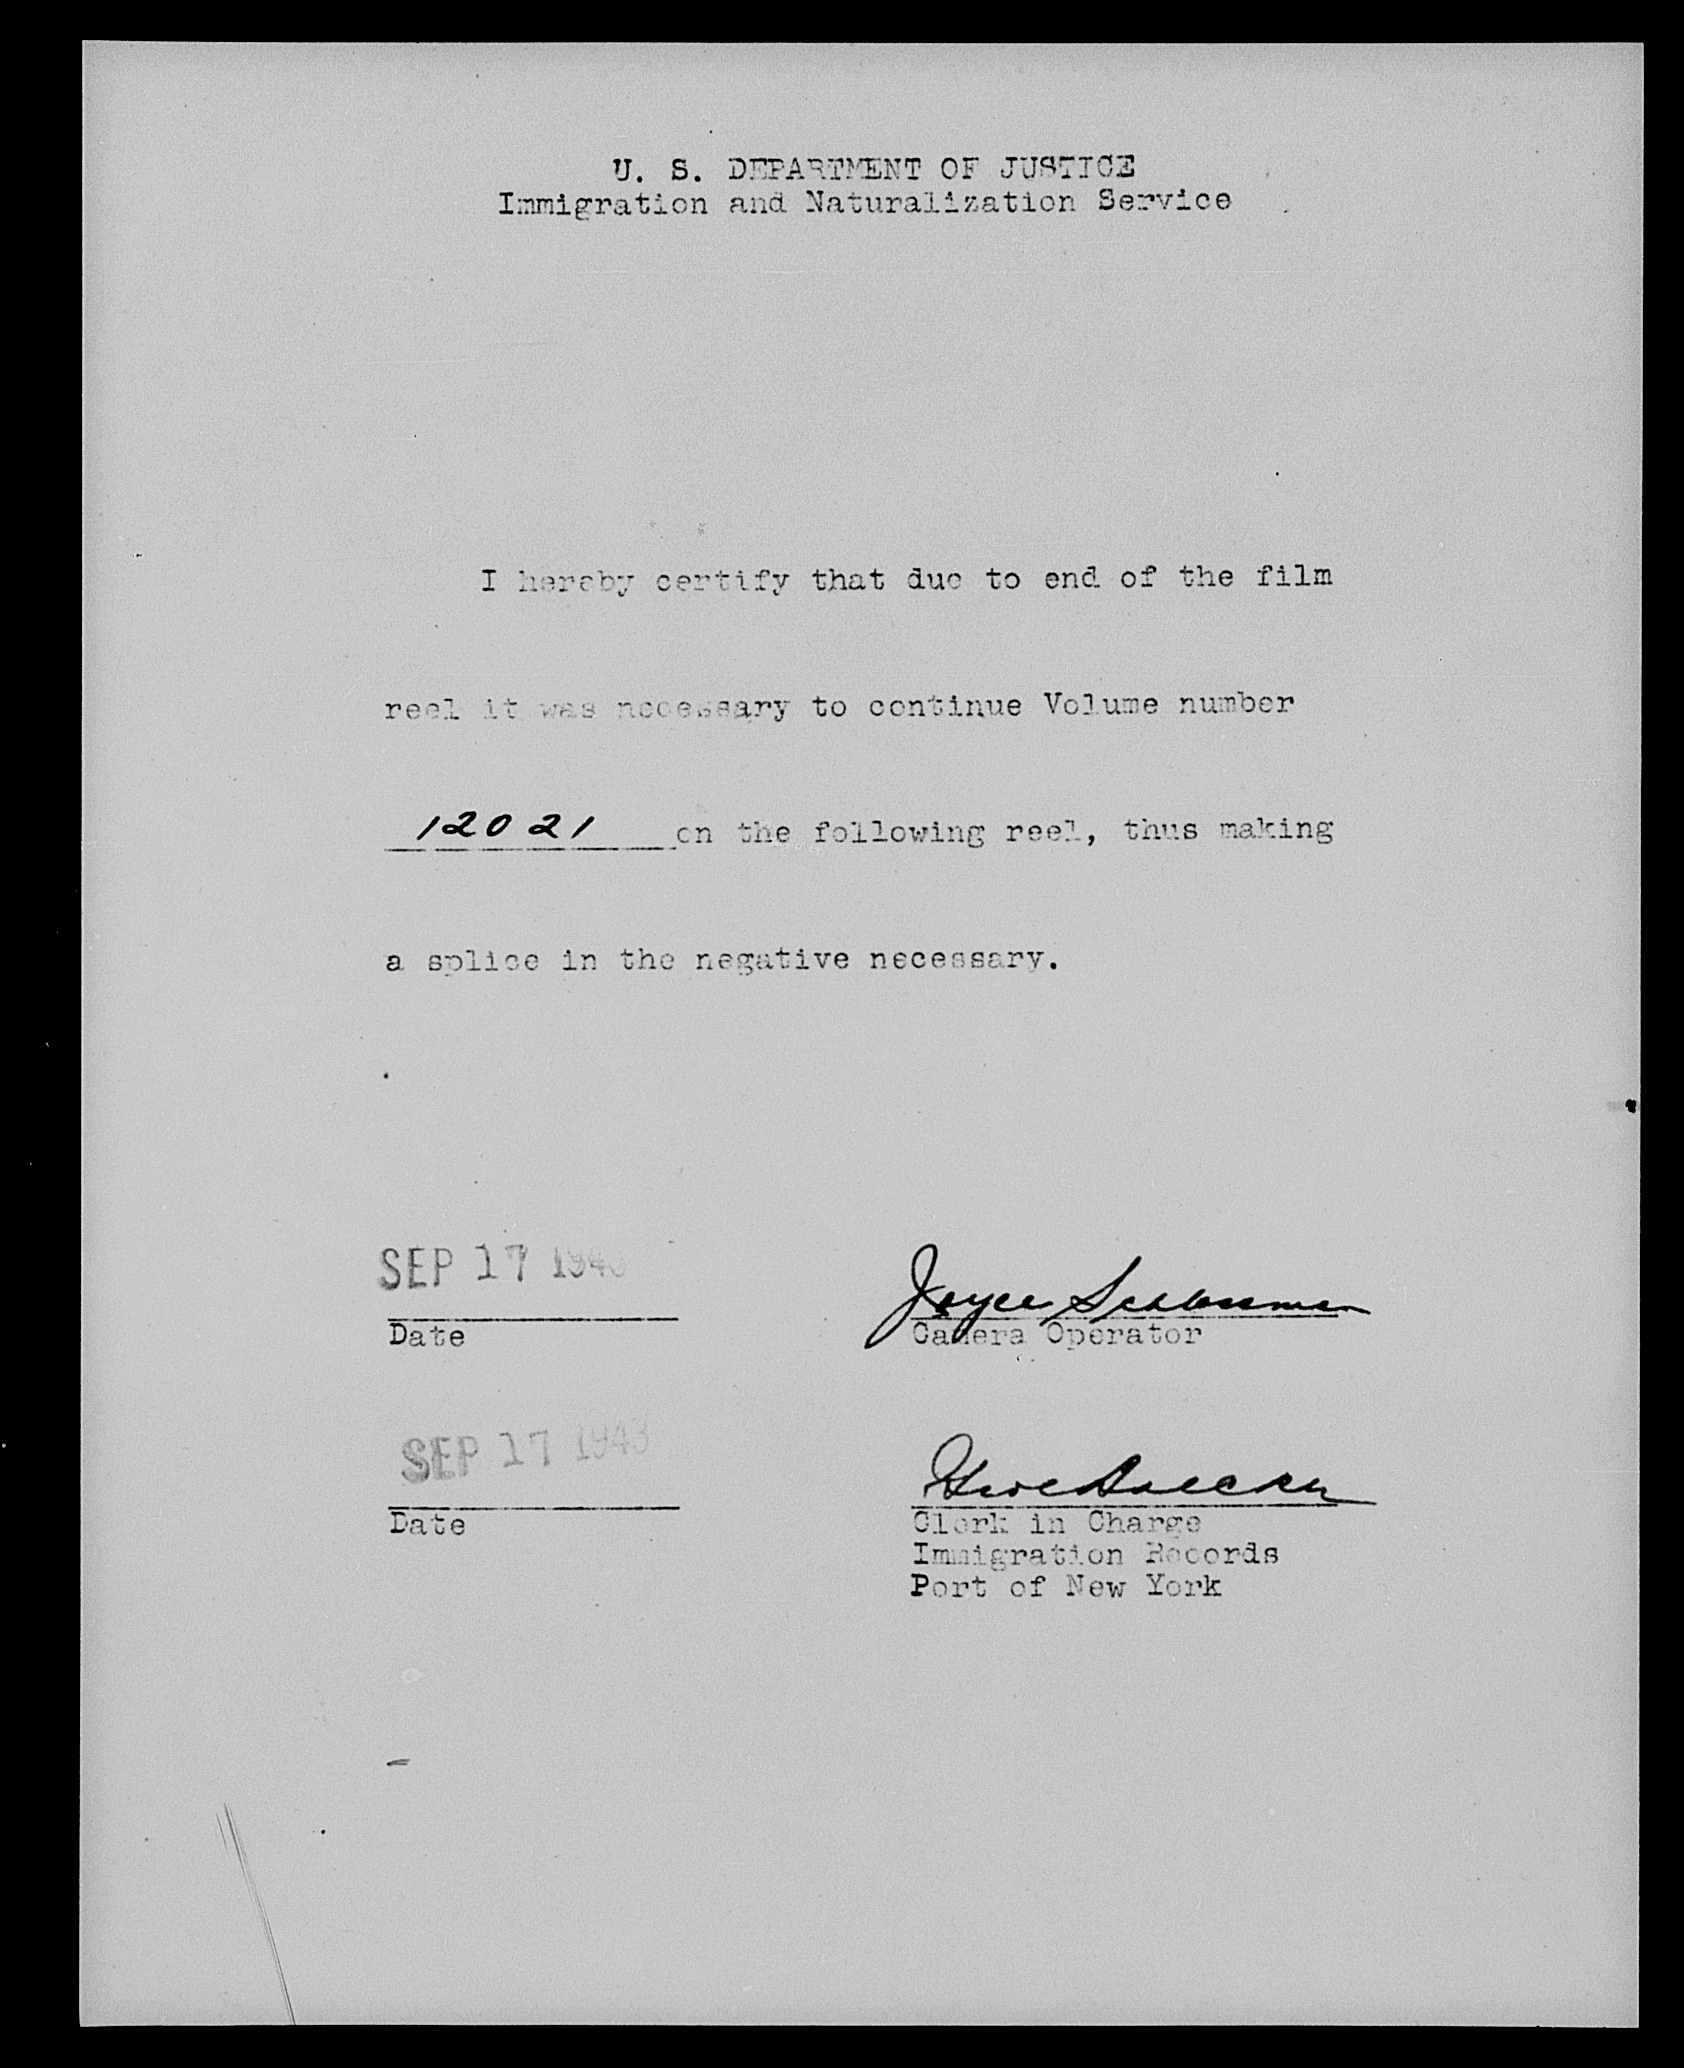 U. S. DEPARTMENT OF JUSTICE
Immigration and Naturalization Service
I hereby certify that due to end of the film
reel it was necessary to continue Volume number
12021 on the following reel, thus making
a splice in the negative necessary.
SEP 17 1943
Joyce
Date
Camera Operator
SEP 17 1943
Date
Clerk in Charge
Immigration Records
Port of New York